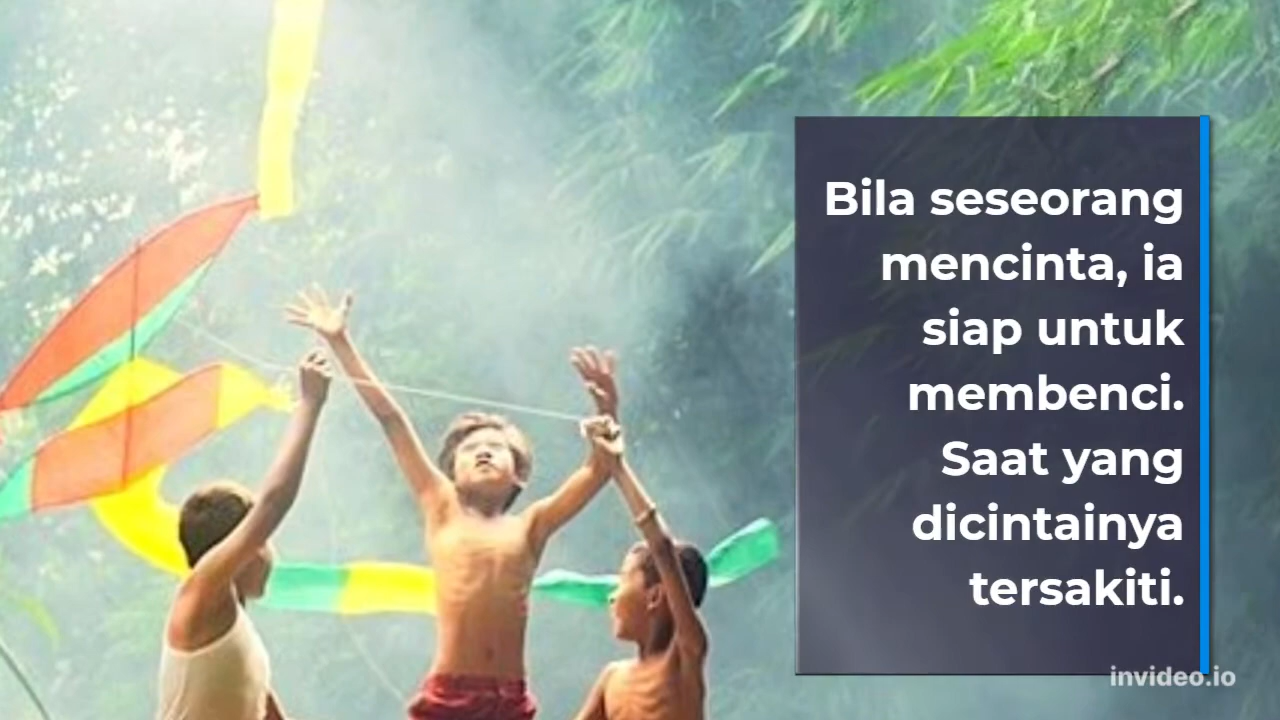 Bila seseorang
mencinta, ia
siap untuk
membenci.
Saat yang
dicintainya
tersakiti.
invideo.io